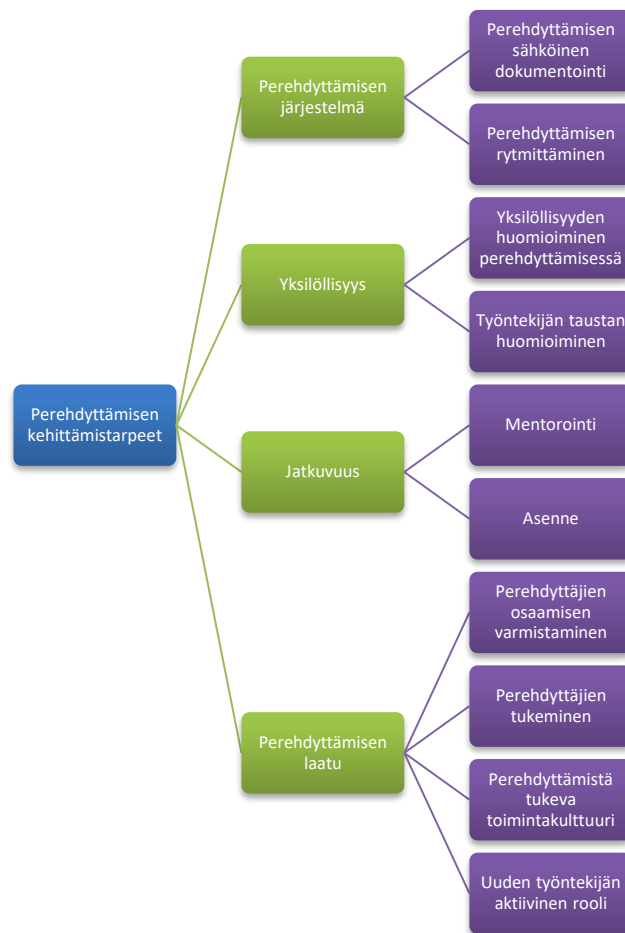 Perehdyttämisen
kehittämistarpeet
Perehdyttämisen
järjestelmä
Perehdyttämisen
sähköinen
dokumentointi
Perehdyttämisen
rytmittäminen
Yksilöllisyys
Yksilöllisyyden
huomioiminen
perehdyttämisessä
Työntekijän taustan
huomioiminen
Jatkuvuus
Mentorointi
Asenne
Perehdyttämisen
laatu
Perehdyttäjien
osaamisen
varmistaminen
Perehdyttäjien
tukeminen
Perehdyttämistä
tukeva
toimintakulttuuri
Uuden työntekijän
aktiivinen rooli